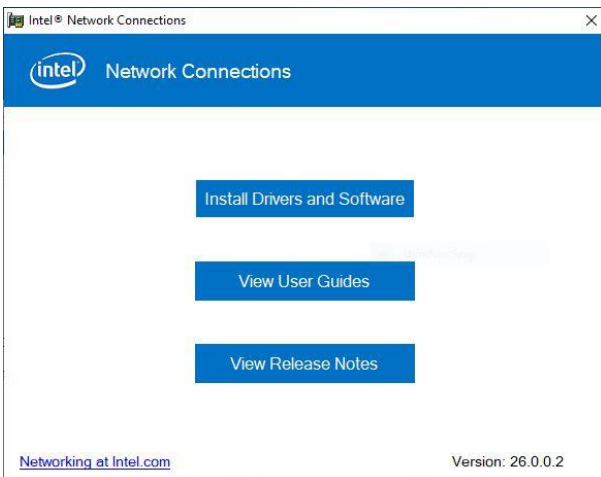 Intel® Network Connections
intel
Network Connections
Install Drivers and Software
View User Guides
View Release Notes
Networking at Intel.com
Version: 26.0.0.2